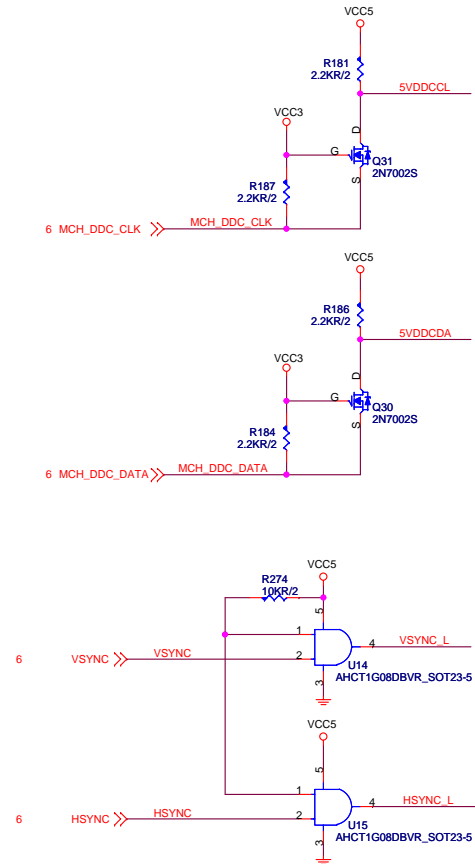 VCC5
R181
2.2KR/2
5VDDCCL
VCC3
D
G
Q31
2N7002S
S
R187
2.2KR/2
6 MCH_DDC_CLK
MCH_DDC_CLK
VCC5
R186
2.2KR/2
5VDDCDA
VCC3
D
G
Q30
2N7002S
S
R184
2.2KR/2
6 MCH_DDC_DATA
MCH_DDC_DATA
VCC5
R274
10KR/2
5
1
4
VSYNC_L
6
VSYNC
VSYNC
2
U14
AHCT1G08DBVR_SOT23-5
3
VCC5
5
1
4
HSYNC_L
6
HSYNC
HSYNC
2
U15
AHCT1G08DBVR_SOT23-5
3